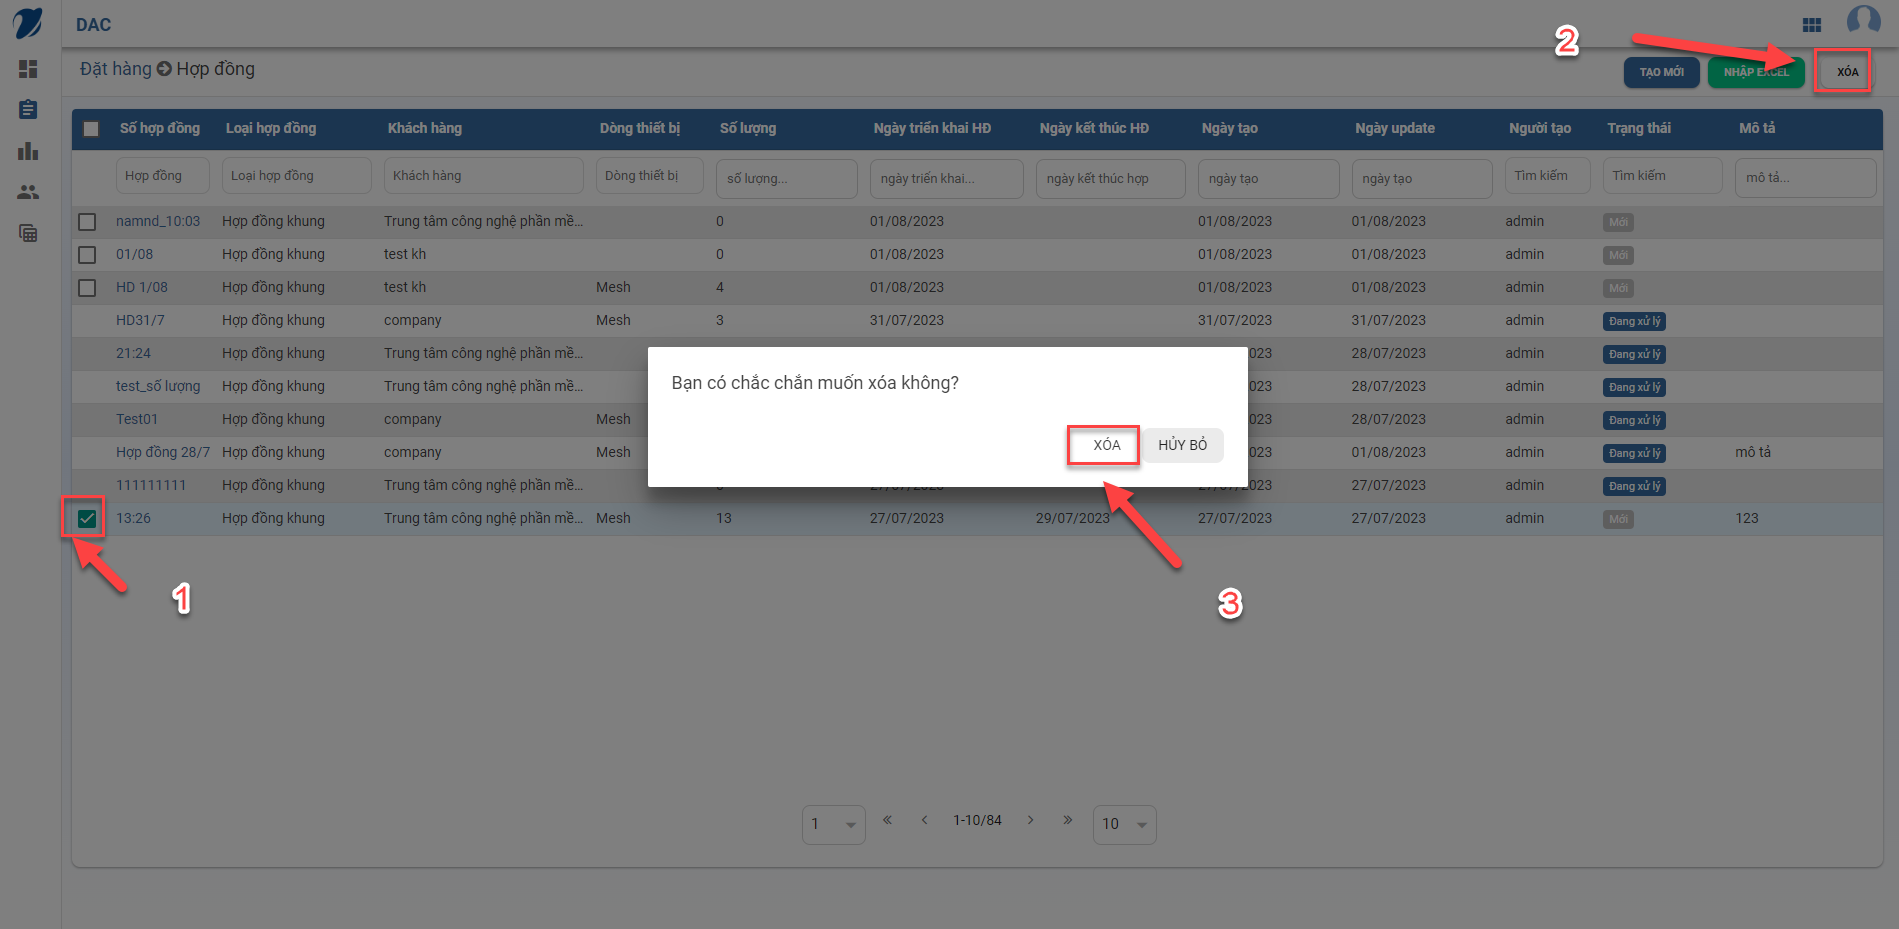 DAC
2
Đặt hàng Hợp đồng
TẠO MỚI NHẬP EXCEL XÓA
Số hợp đồng Loại hợp đồng Khách hàng Dòng thiết bị Số lượng Ngày triển khai HĐ Ngày kết thúc HĐ Ngày tạo Ngày update Người tạo Trạng thái Mô tả
Hợp đồng Loại hợp đồng Khách hàng Dòng thiết bị số lượng... ngày triển khai... ngày kết thúc hợp ngày tạo ngày tạo Tìm kiếm Tìm kiếm mô tả...
namnd_10:03 Hợp đồng khung Trung tâm công nghệ phần mề... 0 01/08/2023 01/08/2023 01/08/2023 admin Mới
01/08 Hợp đồng khung test kh 0 01/08/2023 01/08/2023 01/08/2023 admin Mới
HD 1/08 Hợp đồng khung test kh Mesh 4 01/08/2023 01/08/2023 01/08/2023 admin Mới
HD31/7 Hợp đồng khung company Mesh 3 31/07/2023 31/07/2023 31/07/2023 admin Đang xử lý
21:24 Hợp đồng khung Trung tâm công nghệ phần mề... 023 28/07/2023 admin Đang xử lý
test_số lượng Hợp đồng khung Trung tâm công nghệ phần mề... 023 28/07/2023 admin Đang xử lý
Test01 Hợp đồng khung company Mesh 023 28/07/2023 admin Đang xử lý
Hợp đồng 28/7 Hợp đồng khung company Mesh 023 01/08/2023 admin Đang xử lý mô tả
111111111 Hợp đồng khung Trung tâm công nghệ phần mề... 27/07/2023 27/07/2023 27/07/2023 admin Đang xử lý
13:26 Hợp đồng khung Trung tâm công nghệ phần mề... Mesh 13 27/07/2023 29/07/2023 27/07/2023 27/07/2023 admin Mới 123
Bạn có chắc chắn muốn xóa không?
XÓA HỦY BỎ
1
3
1 « ‹ 1-10/84 › » 10